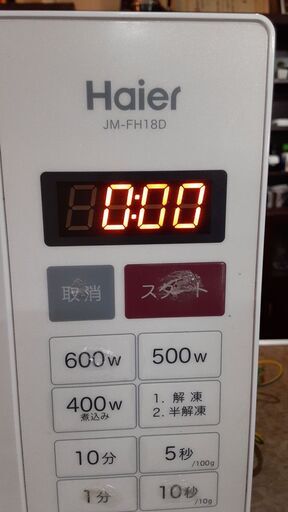 Haier
JM-FH18D
0:00
取消
スタート
600W
500W
400W
煮込み
1. 解凍
2. 半解凍
10分
5秒
/100g
1分
10秒
/10g